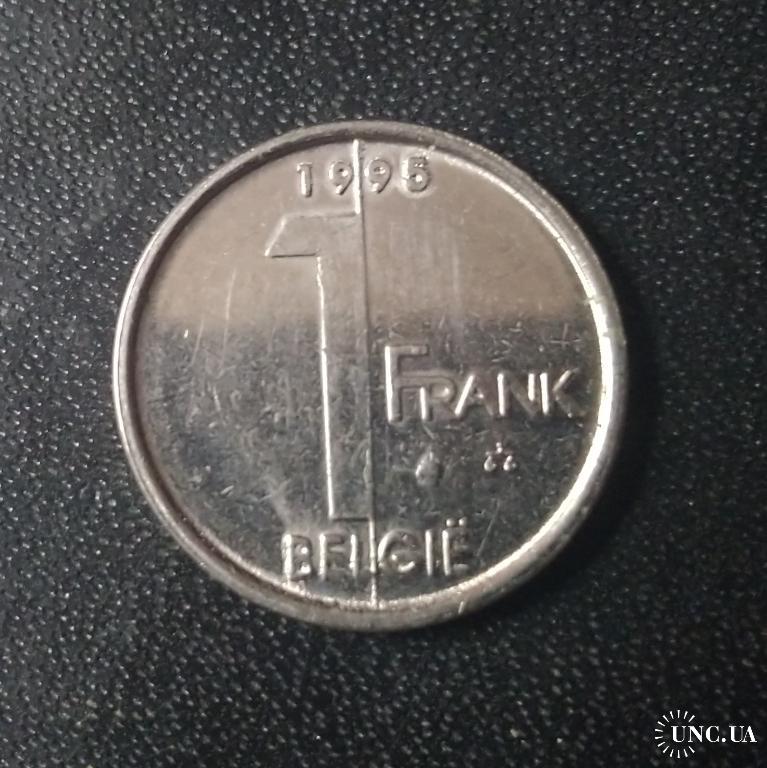 1995
1
FRANK
BELGIË
UNC.UA